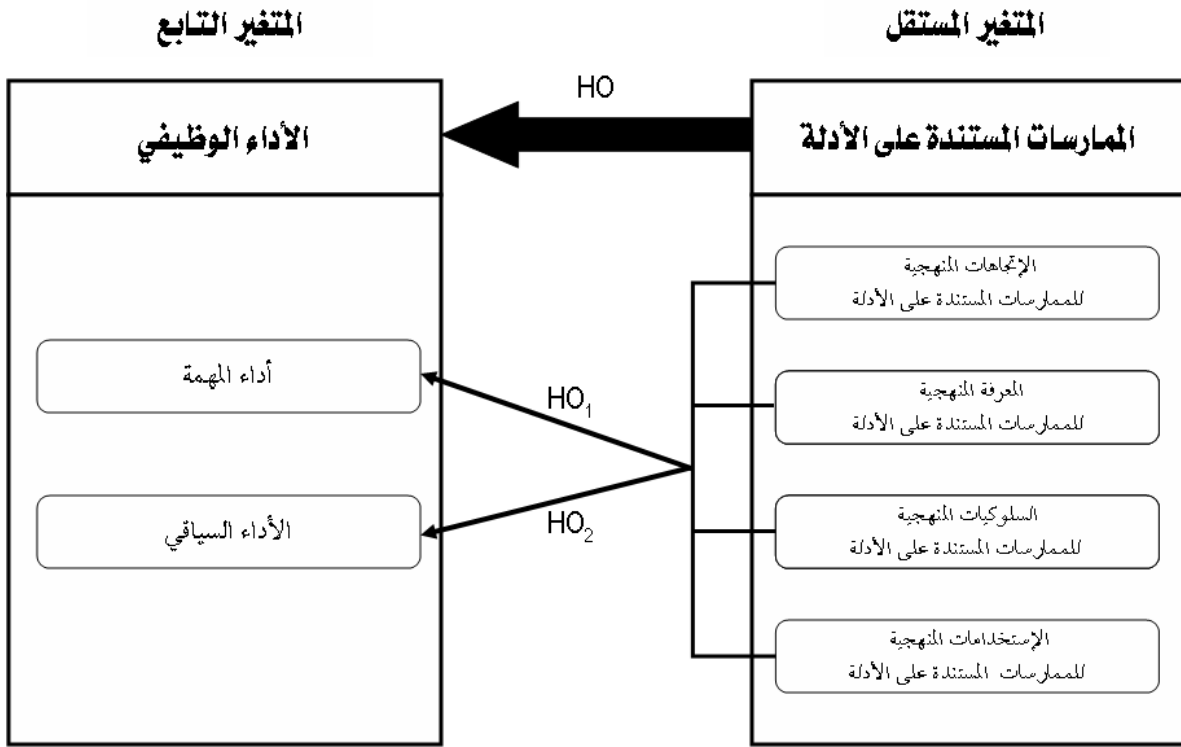 المتغير المستقل
المتغير التابع
HO
الممارسات المستندة على الأدلة
الأداء الوظيفي
الإتجاهات المنهجية
للممارسات المستندة على الأدلة
المعرفة المنهجية
للممارسات المستندة على الأدلة
السلوكيات المنهجية
للممارسات المستندة على الأدلة
الإستخدامات المنهجية
للممارسات المستندة على الأدلة
HO1
HO2
أداء المهمة
الأداء السياقي